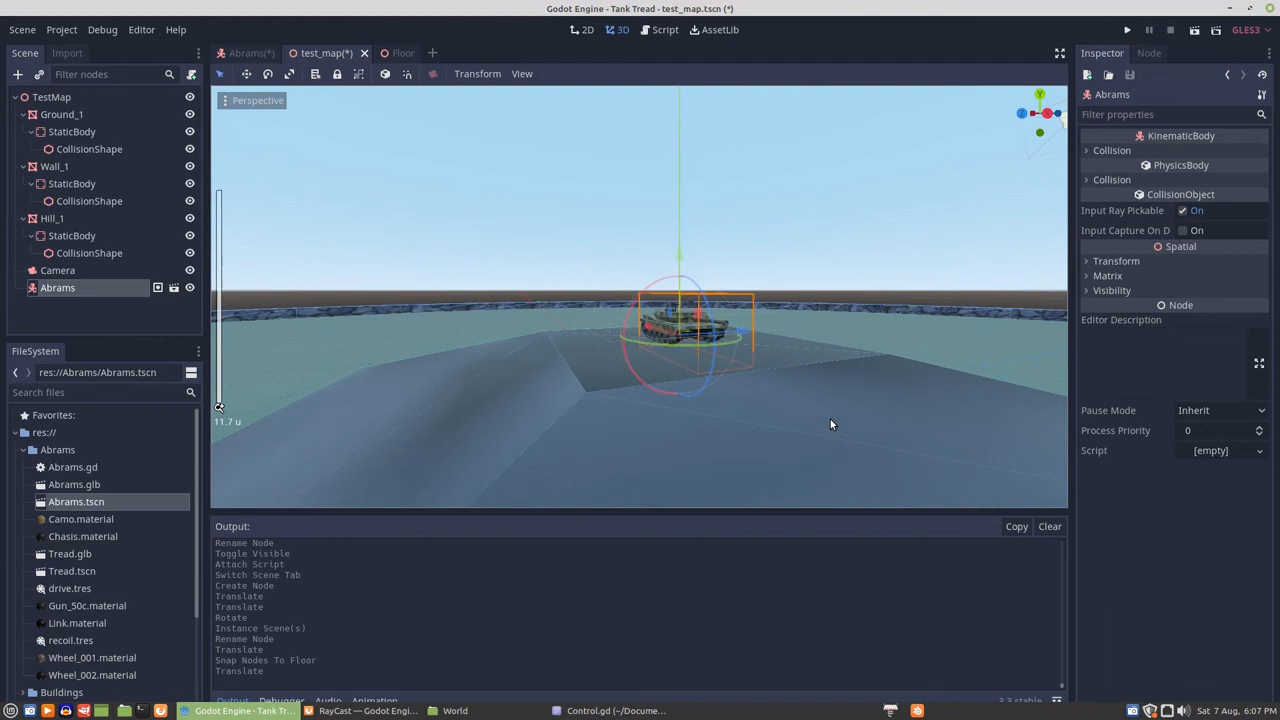 Godot Engine - Tank Tread - test_map.tscn (*)
Scene Project Debug Editor Help
2D 3D Script AssetLib
GLES3
Scene Import
Filter nodes
TestMap
Ground_1
StaticBody
CollisionShape
Wall_1
StaticBody
CollisionShape
Hill_1
StaticBody
CollisionShape
Camera
Abrams
FileSystem
res://Abrams/Abrams.tscn
Search files
Favorites:
res://
Abrams
Abrams.gd
Abrams.glb
Abrams.tscn
Camo.material
Chasis.material
Tread.glb
Tread.tscn
drive.tres
Gun_50c.material
Link.material
recoil.tres
Wheel_001.material
Wheel_002.material
Buildings
Abrams(*) test_map(*) Floor
Transform View
Perspective
Y
11.7 u
Output:
Copy Clear
Rename Node
Toggle Visible
Attach Script
Switch Scene Tab
Create Node
Translate
Translate
Rotate
Instance Scene(s)
Rename Node
Translate
Snap Nodes To Floor
Translate
Output Debugger Audio Animation
3.3.stable
Inspector Node
Abrams
Filter properties
KinematicBody
Collision
PhysicsBody
Collision
CollisionObject
Input Ray Pickable On
Input Capture On D On
Spatial
Transform
Matrix
Visibility
Node
Editor Description
Pause Mode Inherit
Process Priority 0
Script [empty]
Godot Engine - Tank Tr...
RayCast — Godot Engi...
World
Control.gd (~/Docume...
Sat 7 Aug, 6:07 PM